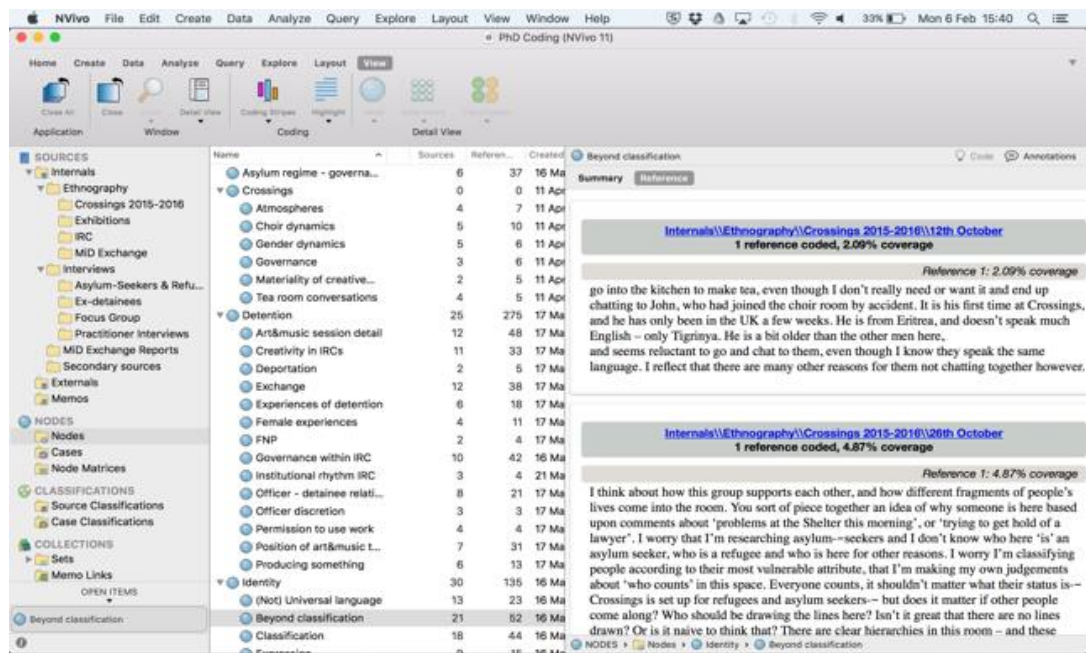 NVivo File Edit Create Data Analyze Query Explore Layout View Window Help 33% Mon 6 Feb 15:40
PhD Coding (NVivo 11)
Home Create Data Analyze Query Explore Layout View
Close All Close Detail View Coding Stripes Highlight
Application Window Coding Detail View
SOURCES
Internals
Ethnography
Crossings 2015-2016
Exhibitions
IRC
MiD Exchange
Interviews
Asylum-Seekers & Refu...
Ex-detainees
Focus Group
Practitioner Interviews
MiD Exchange Reports
Secondary sources
Externals
Memos
NODES
Nodes
Cases
Node Matrices
CLASSIFICATIONS
Source Classifications
Case Classifications
COLLECTIONS
Sets
Memo Links
OPEN ITEMS
Beyond classification
Name Sources Referen... Created
Asylum regime - governa... 6 37 16 Ma
Crossings 0 0 11 Apr
Atmospheres 4 7 11 Apr
Choir dynamics 5 10 11 Apr
Gender dynamics 5 6 11 Apr
Governance 3 6 11 Apr
Materiality of creative... 2 5 11 Apr
Tea room conversations 4 5 11 Apr
Detention 25 275 17 Ma
Art&music session detail 12 48 17 Ma
Creativity in IRCs 11 33 17 Ma
Deportation 2 5 17 Ma
Exchange 12 38 17 Ma
Experiences of detention 6 18 17 Ma
Female experiences 4 11 17 Ma
FNP 2 4 17 Ma
Governance within IRC 10 42 16 Ma
Institutional rhythm IRC 3 4 21 Mar
Officer - detainee relati... 8 21 17 Ma
Officer discretion 3 3 17 Ma
Permission to use work 4 4 17 Ma
Position of art&music t... 7 31 17 Ma
Producing something 6 13 17 Ma
Identity 30 135 16 Ma
(Not) Universal language 13 23 16 Ma
Beyond classification 21 52 16 Ma
Classification 18 44 16 Ma
Beyond classification Code Annotations
Summary Reference
Internals\\Ethnography\\Crossings 2015-2016\\12th October
1 reference coded, 2.09% coverage
Reference 1: 2.09% coverage
go into the kitchen to make tea, even though I don't really need or want it and end up
chatting to John, who had joined the choir room by accident. It is his first time at Crossings,
and he has only been in the UK a few weeks. He is from Eritrea, and doesn't speak much
English – only Tigrinya. He is a bit older than the other men here,
and seems reluctant to go and chat to them, even though I know they speak the same
language. I reflect that there are many other reasons for them not chatting together however.
Internals\\Ethnography\\Crossings 2015-2016\\26th October
1 reference coded, 4.87% coverage
Reference 1: 4.87% coverage
I think about how this group supports each other, and how different fragments of people's
lives come into the room. You sort of piece together an idea of why someone is here based
upon comments about 'problems at the Shelter this morning', or 'trying to get hold of a
lawyer'. I worry that I'm researching asylum-–seekers and I don't know who here 'is' an
asylum seeker, who is a refugee and who is here for other reasons. I worry I'm classifying
people according to their most vulnerable attribute, that I'm making my own judgements
about 'who counts' in this space. Everyone counts, it shouldn't matter what their status is-–
Crossings is set up for refugees and asylum seekers-– but does it matter if other people
come along? Who should be drawing the lines here? Isn't it great that there are no lines
drawn? Or is it naive to think that? There are clear hierarchies in this room – and these
NODES Nodes Identity Beyond classification